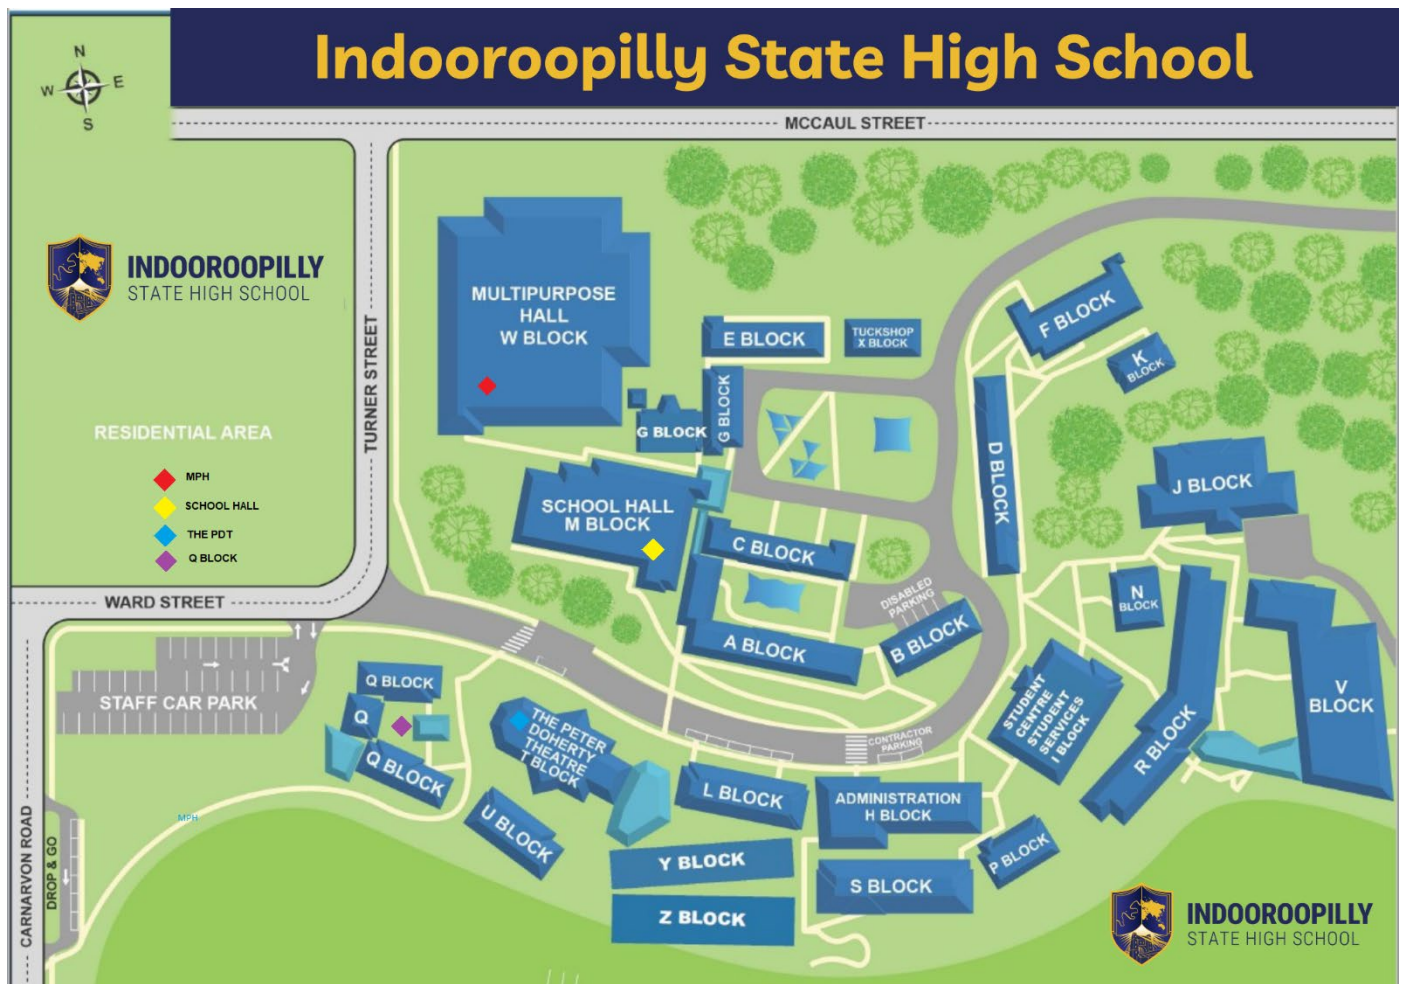 Indooroopilly State High School
N
W
E
S
MCCAUL STREET
INDOOROOPILLY
STATE HIGH SCHOOL
TURNER STREET
MULTIPURPOSE
HALL
W BLOCK
E BLOCK
TUCKSHOP
X BLOCK
F BLOCK
K
BLOCK
G BLOCK
G BLOCK
RESIDENTIAL AREA
MPH
SCHOOL HALL
THE PDT
Q BLOCK
D BLOCK
J BLOCK
SCHOOL HALL
M BLOCK
C BLOCK
DISABLED
PARKING
N
BLOCK
WARD STREET
A BLOCK
B BLOCK
STAFF CAR PARK
Q BLOCK
Q
Q BLOCK
THE PETER
DOHERTY
THEATRE
T BLOCK
CONTRACTOR
PARKING
STUDENT
CENTRE
STUDENT
SERVICES
I BLOCK
R BLOCK
V
BLOCK
L BLOCK
ADMINISTRATION
H BLOCK
U BLOCK
MPH
CARNARVON ROAD
DROP & GO
Y BLOCK
S BLOCK
P BLOCK
Z BLOCK
INDOOROOPILLY
STATE HIGH SCHOOL